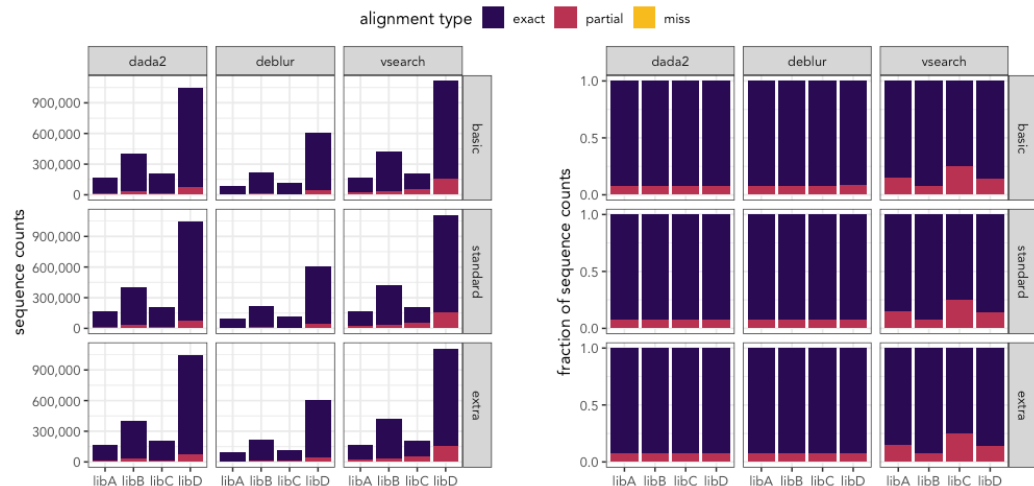 alignment type exact partial miss
dada2 deblur vsearch
900,000
600,000
300,000
0
basic
900,000
600,000
300,000
0
standard
900,000
600,000
300,000
0
extra
sequence counts
libA libB libC libD libA libB libC libD libA libB libC libD
dada2 deblur vsearch
1.0
0.5
0.0
basic
1.0
0.5
0.0
standard
1.0
0.5
0.0
extra
fraction of sequence counts
libA libB libC libD libA libB libC libD libA libB libC libD